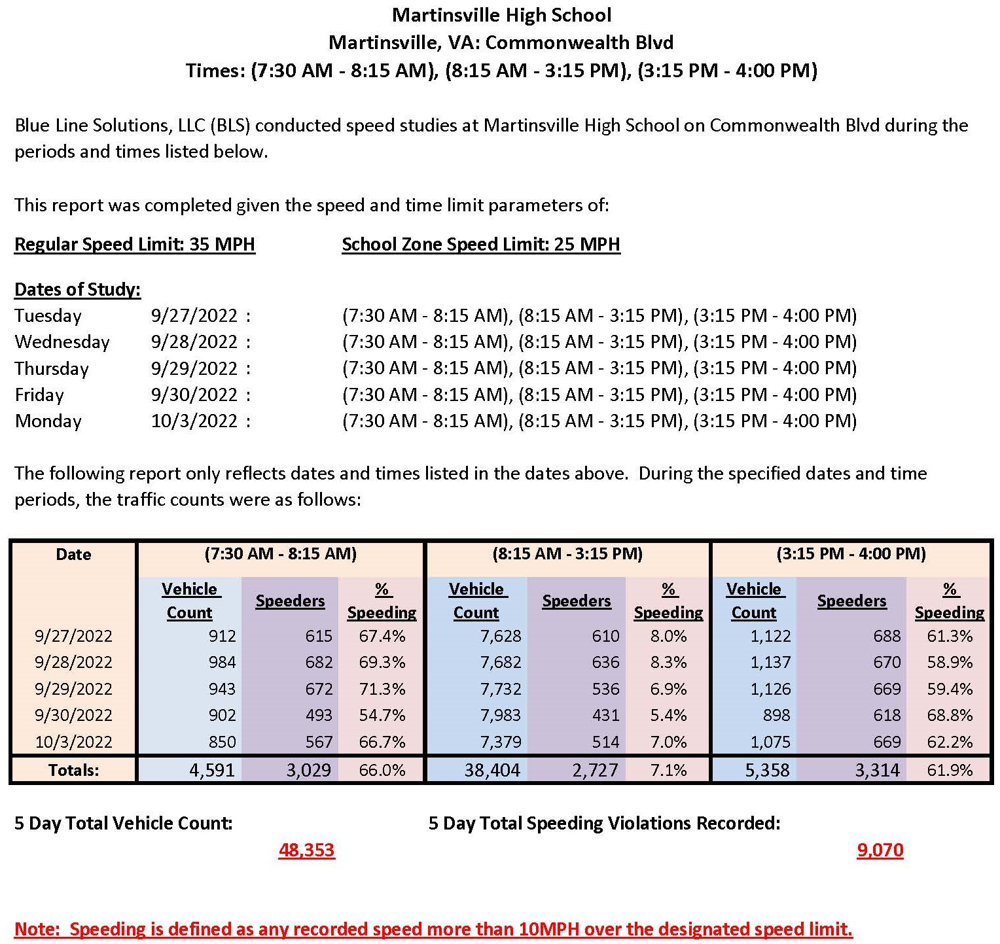 Martinsville High School
Martinsville, VA: Commonwealth Blvd
Times: (7:30 AM - 8:15 AM), (8:15 AM - 3:15 PM), (3:15 PM - 4:00 PM)
Blue Line Solutions, LLC (BLS) conducted speed studies at Martinsville High School on Commonwealth Blvd during the
periods and times listed below.
This report was completed given the speed and time limit parameters of:
Regular Speed Limit: 35 MPH School Zone Speed Limit: 25 MPH
Dates of Study:
Tuesday 9/27/2022 : (7:30 AM - 8:15 AM), (8:15 AM - 3:15 PM), (3:15 PM - 4:00 PM)
Wednesday 9/28/2022 : (7:30 AM - 8:15 AM), (8:15 AM - 3:15 PM), (3:15 PM - 4:00 PM)
Thursday 9/29/2022 : (7:30 AM - 8:15 AM), (8:15 AM - 3:15 PM), (3:15 PM - 4:00 PM)
Friday 9/30/2022 : (7:30 AM - 8:15 AM), (8:15 AM - 3:15 PM), (3:15 PM - 4:00 PM)
Monday 10/3/2022 : (7:30 AM - 8:15 AM), (8:15 AM - 3:15 PM), (3:15 PM - 4:00 PM)
The following report only reflects dates and times listed in the dates above. During the specified dates and time
periods, the traffic counts were as follows:
Date (7:30 AM - 8:15 AM) (8:15 AM - 3:15 PM) (3:15 PM - 4:00 PM)
Vehicle Count Speeders % Speeding Vehicle Count Speeders % Speeding Vehicle Count Speeders % Speeding
9/27/2022 912 615 67.4% 7,628 610 8.0% 1,122 688 61.3%
9/28/2022 984 682 69.3% 7,682 636 8.3% 1,137 670 58.9%
9/29/2022 943 672 71.3% 7,732 536 6.9% 1,126 669 59.4%
9/30/2022 902 493 54.7% 7,983 431 5.4% 898 618 68.8%
10/3/2022 850 567 66.7% 7,379 514 7.0% 1,075 669 62.2%
Totals: 4,591 3,029 66.0% 38,404 2,727 7.1% 5,358 3,314 61.9%
5 Day Total Vehicle Count: 5 Day Total Speeding Violations Recorded:
48,353 9,070
Note: Speeding is defined as any recorded speed more than 10MPH over the designated speed limit.